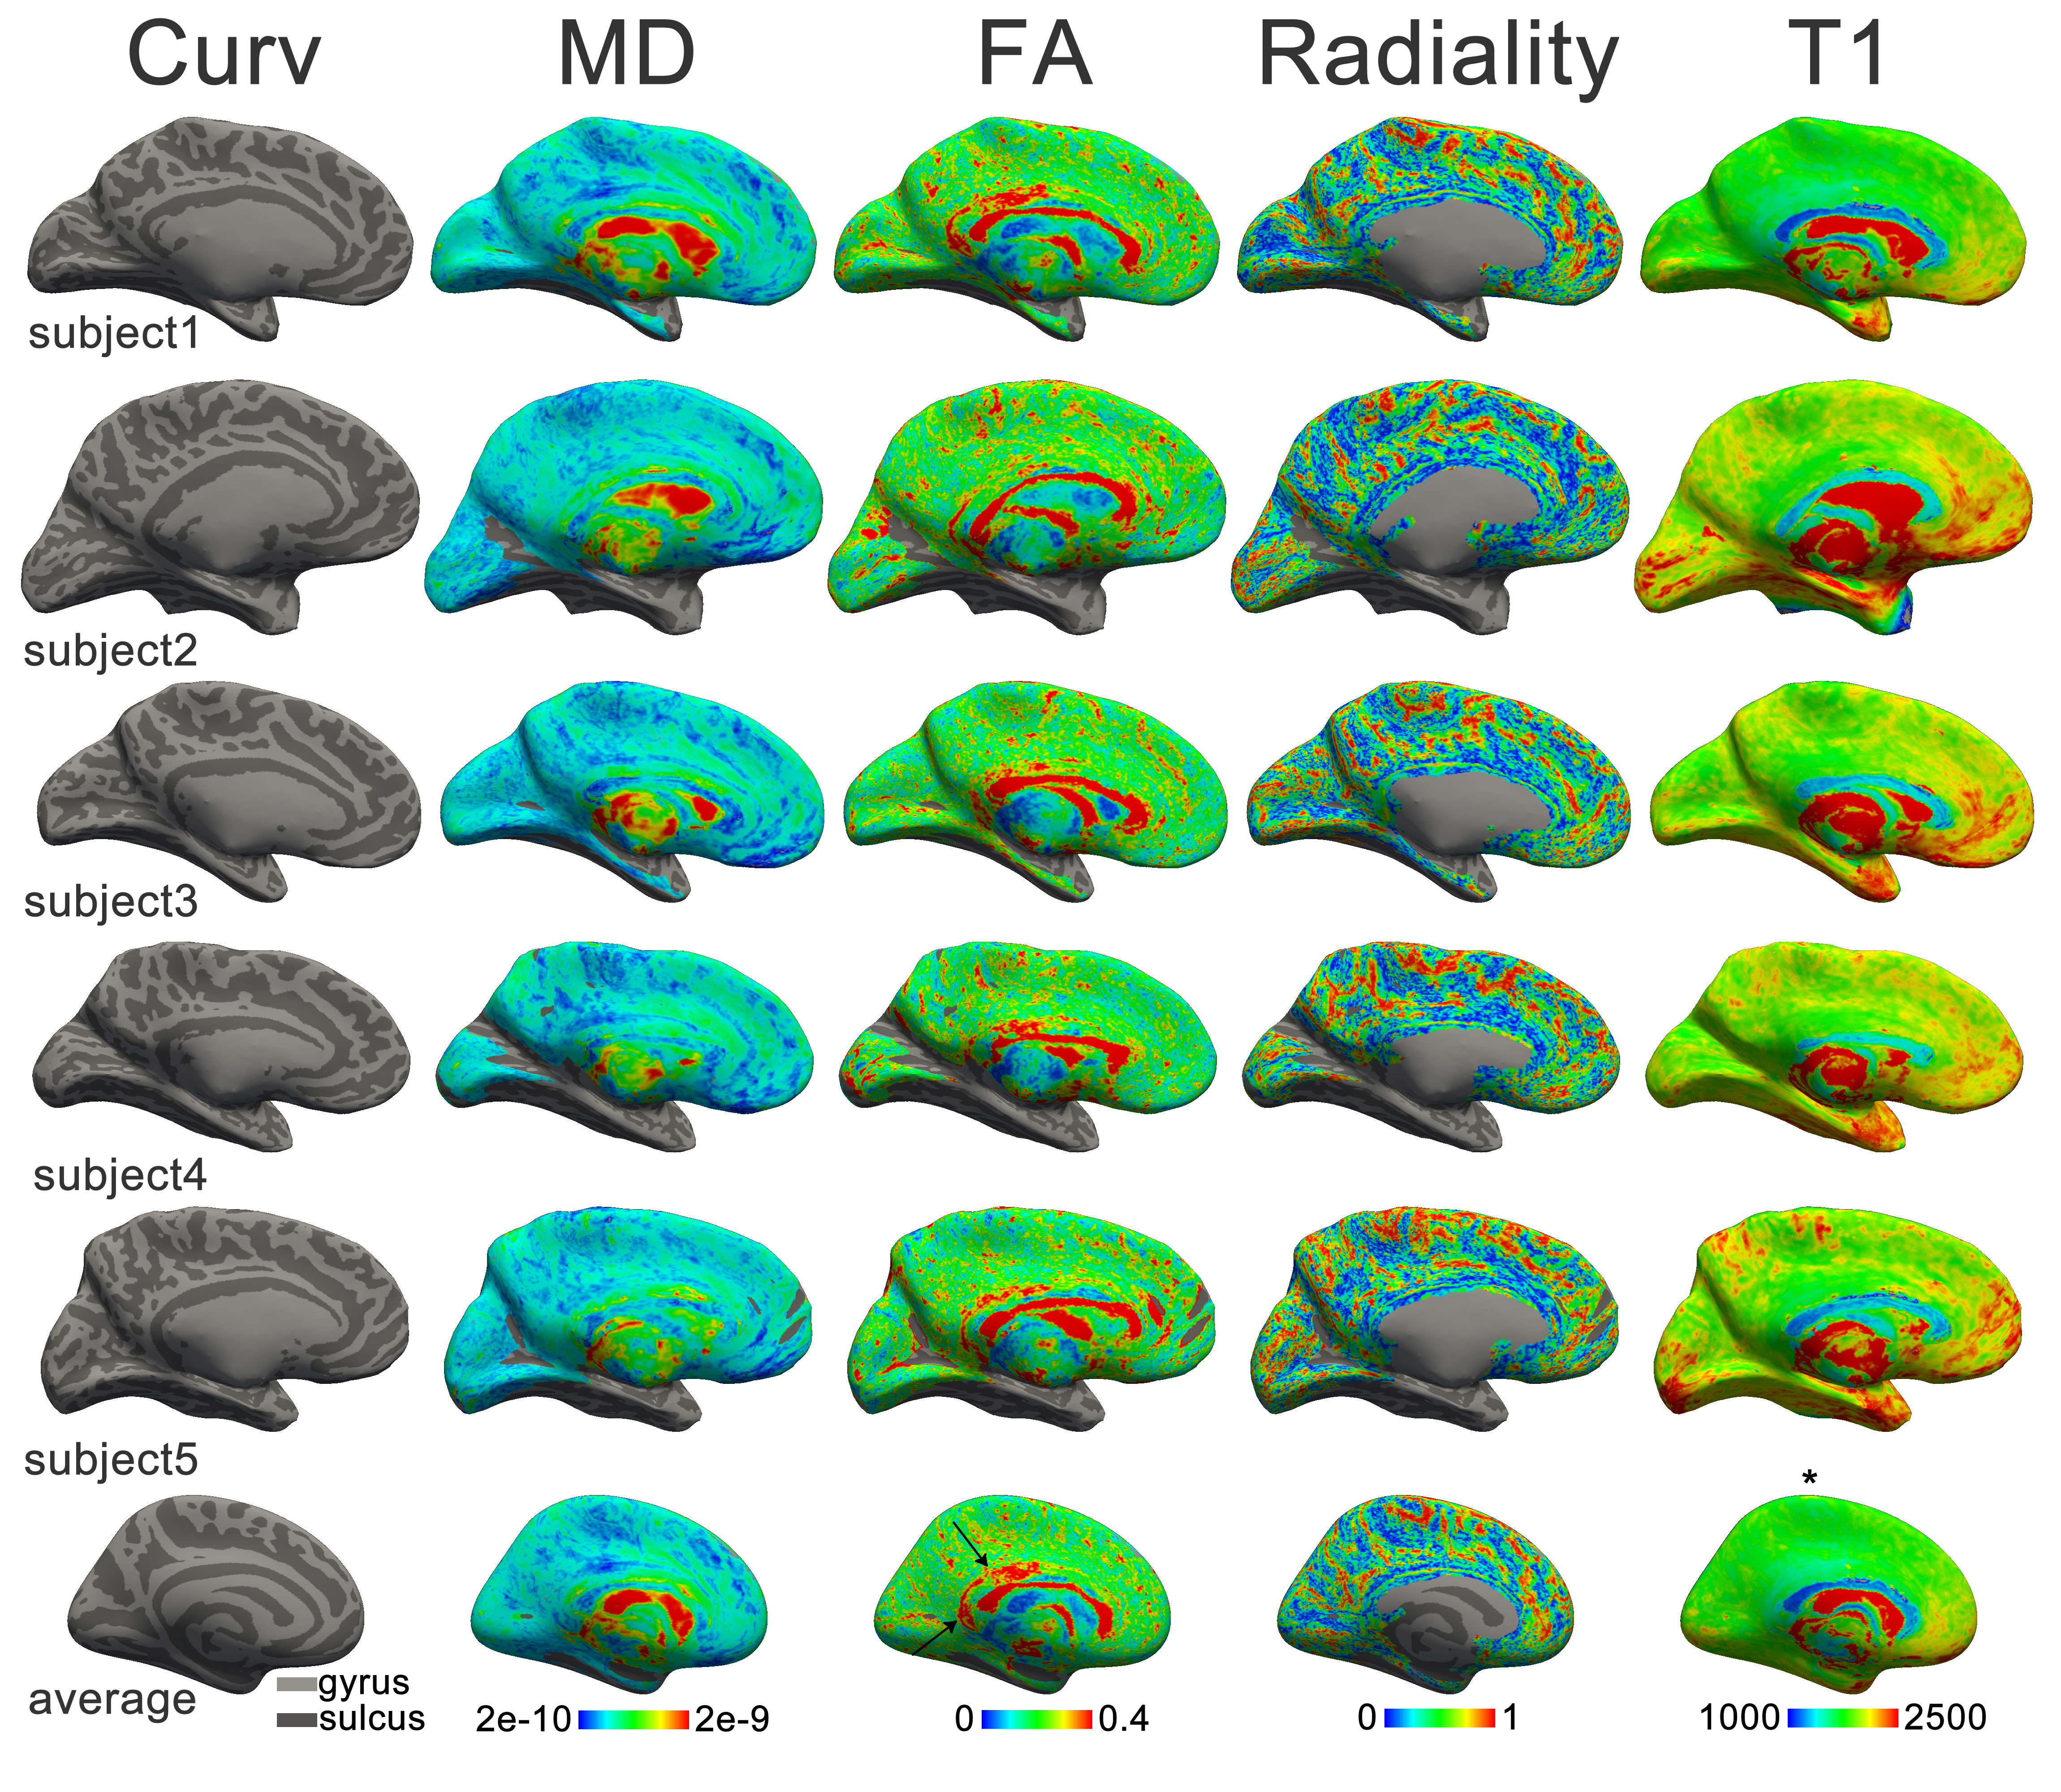 Curv MD FA Radiality T1
subject1
subject2
subject3
subject4
subject5
*
average
gyrus
sulcus
2e-10 2e-9
0 0.4
0 1
1000 2500